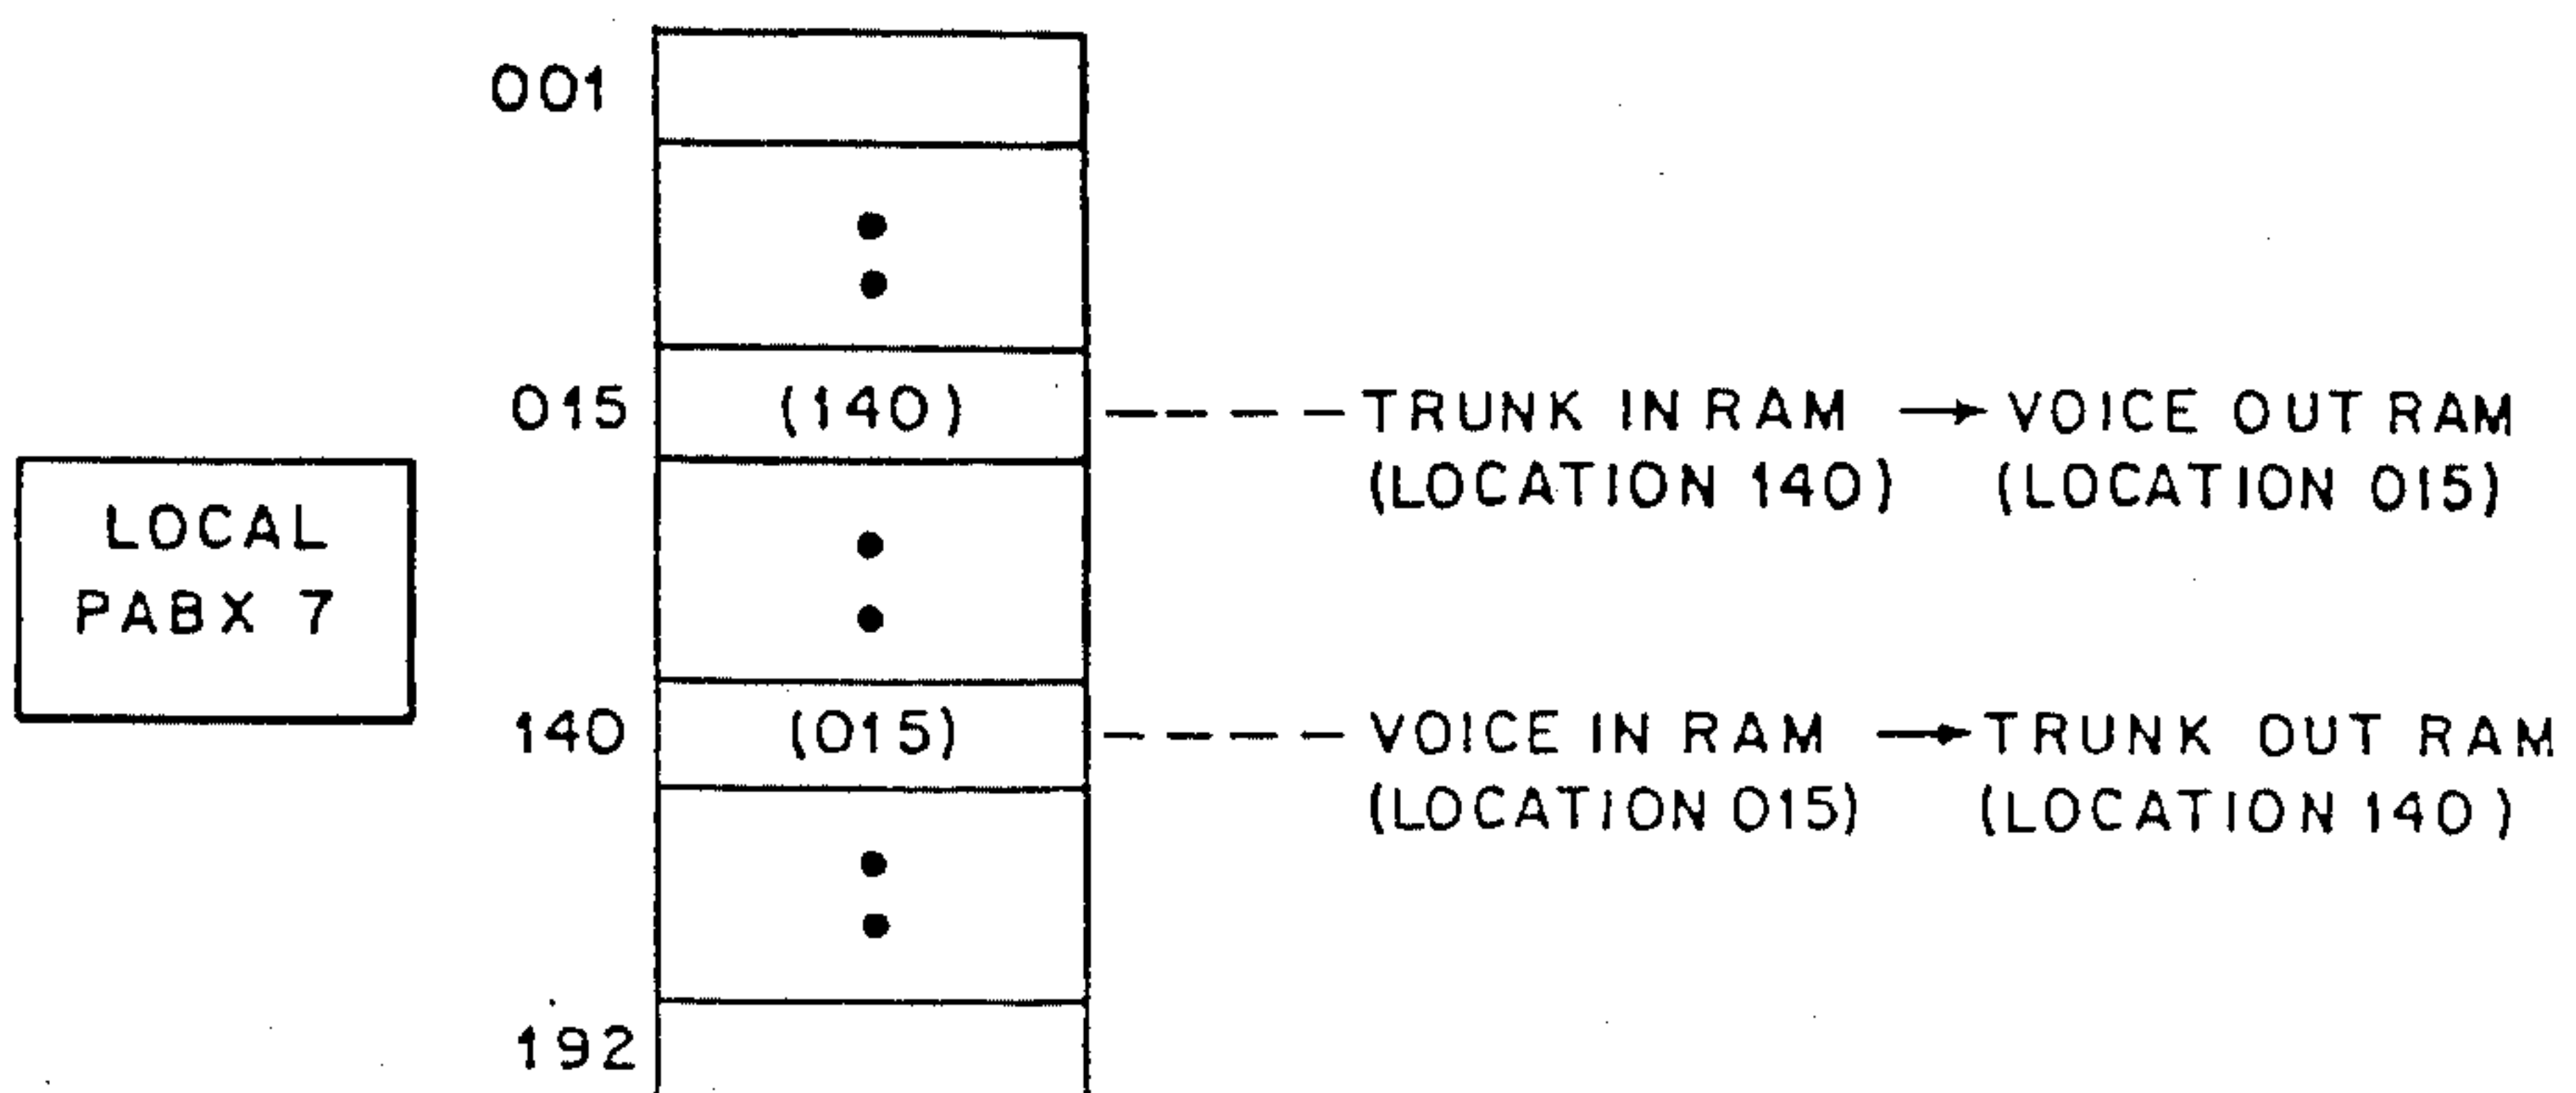 001
015 (140) TRUNK IN RAM → VOICE OUT RAM
(LOCATION 140) (LOCATION 015)
LOCAL
PABX 7
140 (015) VOICE IN RAM → TRUNK OUT RAM
(LOCATION 015) (LOCATION 140)
192